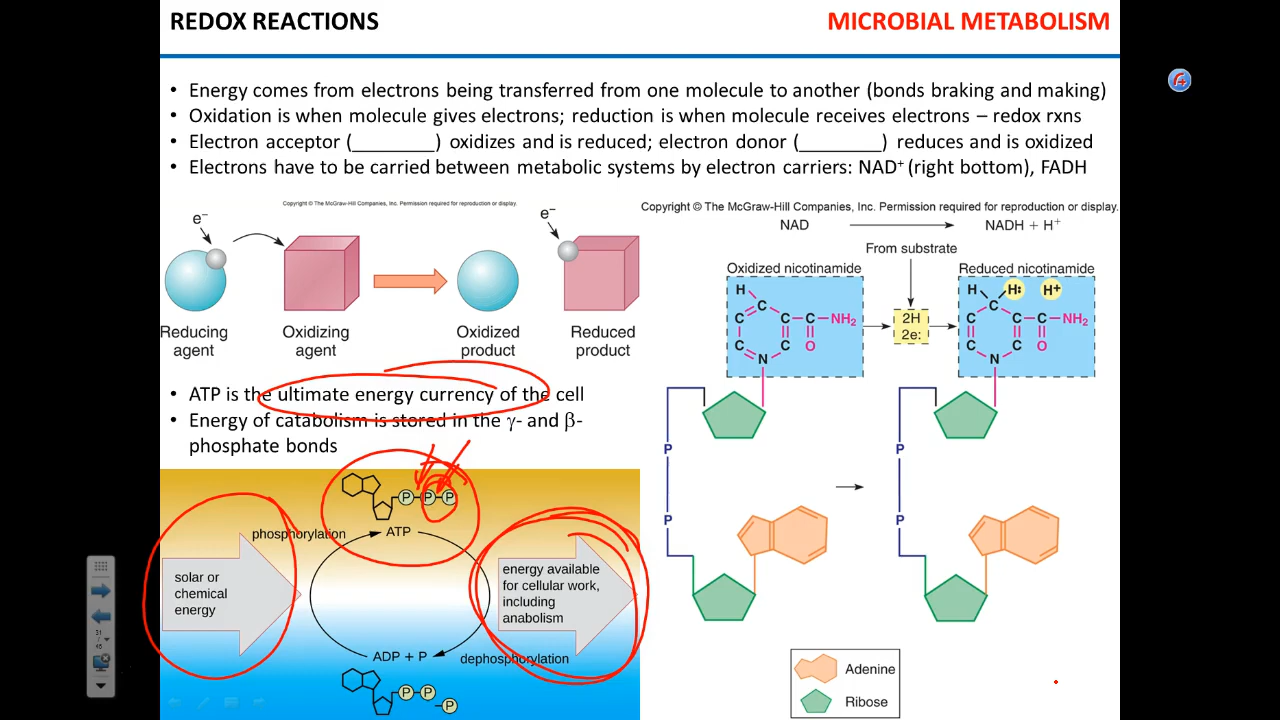 REDOX REACTIONS
MICROBIAL METABOLISM
• Energy comes from electrons being transferred from one molecule to another (bonds braking and making)
• Oxidation is when molecule gives electrons; reduction is when molecule receives electrons – redox rxns
• Electron acceptor (________) oxidizes and is reduced; electron donor (________) reduces and is oxidized
• Electrons have to be carried between metabolic systems by electron carriers: NAD⁺ (right bottom), FADH
Copyright © The McGraw-Hill Companies, Inc. Permission required for reproduction or display.
e⁻
e⁻
Reducing agent
Oxidizing agent
Oxidized product
Reduced product
• ATP is the ultimate energy currency of the cell
• Energy of catabolism is stored in the γ- and β-
phosphate bonds
P P P
phosphorylation
ATP
solar or
chemical
energy
energy available
for cellular work,
including
anabolism
ADP + P
dephosphorylation
P P
P
Copyright © The McGraw-Hill Companies, Inc. Permission required for reproduction or display.
NAD
NADH + H⁺
From substrate
Oxidized nicotinamide
Reduced nicotinamide
H
C
C
C
C
C
N
C
NH₂
O
2H
2e:
H
H:
H⁺
C
C
C
C
C
N
C
NH₂
O
P
P
P
P
Adenine
Ribose
31
/
45